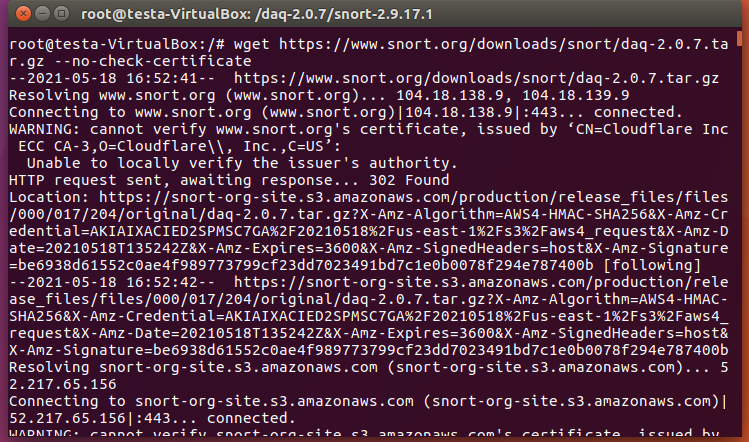 root@testa-VirtualBox: /daq-2.0.7/snort-2.9.17.1
root@testa-VirtualBox:/# wget https://www.snort.org/downloads/snort/daq-2.0.7.ta
r.gz --no-check-certificate
--2021-05-18 16:52:41--  https://www.snort.org/downloads/snort/daq-2.0.7.tar.gz
Resolving www.snort.org (www.snort.org)... 104.18.138.9, 104.18.139.9
Connecting to www.snort.org (www.snort.org)|104.18.138.9|:443... connected.
WARNING: cannot verify www.snort.org's certificate, issued by ‘CN=Cloudflare Inc
 ECC CA-3,O=Cloudflare\\, Inc.,C=US’:
  Unable to locally verify the issuer's authority.
HTTP request sent, awaiting response... 302 Found
Location: https://snort-org-site.s3.amazonaws.com/production/release_files/files
/000/017/204/original/daq-2.0.7.tar.gz?X-Amz-Algorithm=AWS4-HMAC-SHA256&X-Amz-Cr
edential=AKIAIXACIED2SPMSC7GA%2F20210518%2Fus-east-1%2Fs3%2Faws4_request&X-Amz-D
ate=20210518T135242Z&X-Amz-Expires=3600&X-Amz-SignedHeaders=host&X-Amz-Signature
=be6938d61552c0ae4f989773799cf23dd7023491bd7c1e0b0078f294e787400b [following]
--2021-05-18 16:52:42--  https://snort-org-site.s3.amazonaws.com/production/rele
ase_files/files/000/017/204/original/daq-2.0.7.tar.gz?X-Amz-Algorithm=AWS4-HMAC-
SHA256&X-Amz-Credential=AKIAIXACIED2SPMSC7GA%2F20210518%2Fus-east-1%2Fs3%2Faws4_
request&X-Amz-Date=20210518T135242Z&X-Amz-Expires=3600&X-Amz-SignedHeaders=host&
X-Amz-Signature=be6938d61552c0ae4f989773799cf23dd7023491bd7c1e0b0078f294e787400b
Resolving snort-org-site.s3.amazonaws.com (snort-org-site.s3.amazonaws.com)... 5
2.217.65.156
Connecting to snort-org-site.s3.amazonaws.com (snort-org-site.s3.amazonaws.com)|
52.217.65.156|:443... connected.
WARNING: cannot verify snort-org-site.s3.amazonaws.com's certificate, issued by